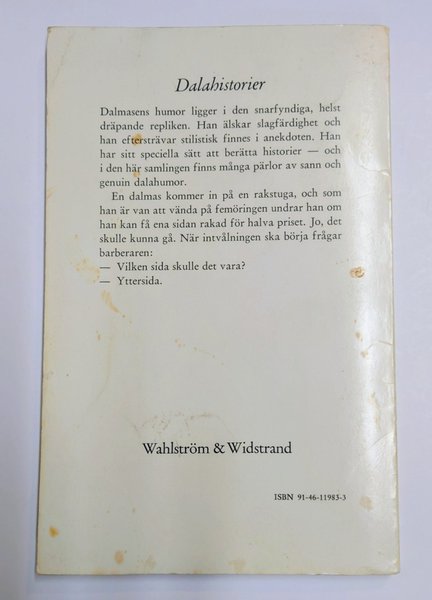 Dalahistorier
Dalmasens humor ligger i den snarfyndiga, helst
dräpande repliken. Han älskar slagfärdighet och
han eftersträvar stilistisk finnes i anekdoten. Han
har sitt speciella sätt att berätta historier — och
i den här samlingen finns många pärlor av sann och
genuin dalahumor.
En dalmas kommer in på en rakstuga, och som
han är van att vända på femöringen undrar han om
han kan få ena sidan rakad för halva priset. Jo, det
skulle kunna gå. När intvålningen ska börja frågar
barberaren:
— Vilken sida skulle det vara?
— Yttersida.
Wahlström & Widstrand
ISBN 91-46-11983-3